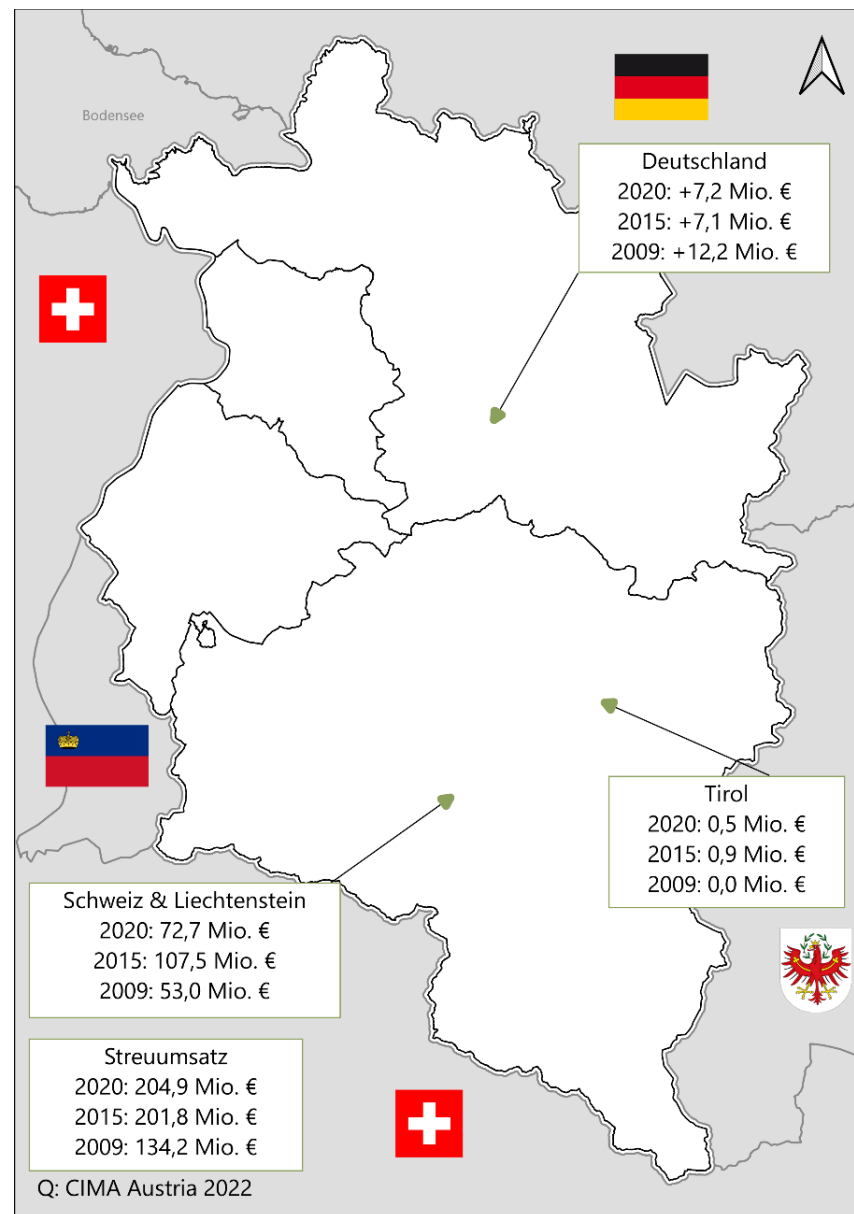 Bodensee
Deutschland
2020: +7,2 Mio. €
2015: +7,1 Mio. €
2009: +12,2 Mio. €
Tirol
2020: 0,5 Mio. €
2015: 0,9 Mio. €
2009: 0,0 Mio. €
Schweiz & Liechtenstein
2020: 72,7 Mio. €
2015: 107,5 Mio. €
2009: 53,0 Mio. €
Streuumsatz
2020: 204,9 Mio. €
2015: 201,8 Mio. €
2009: 134,2 Mio. €
Q: CIMA Austria 2022